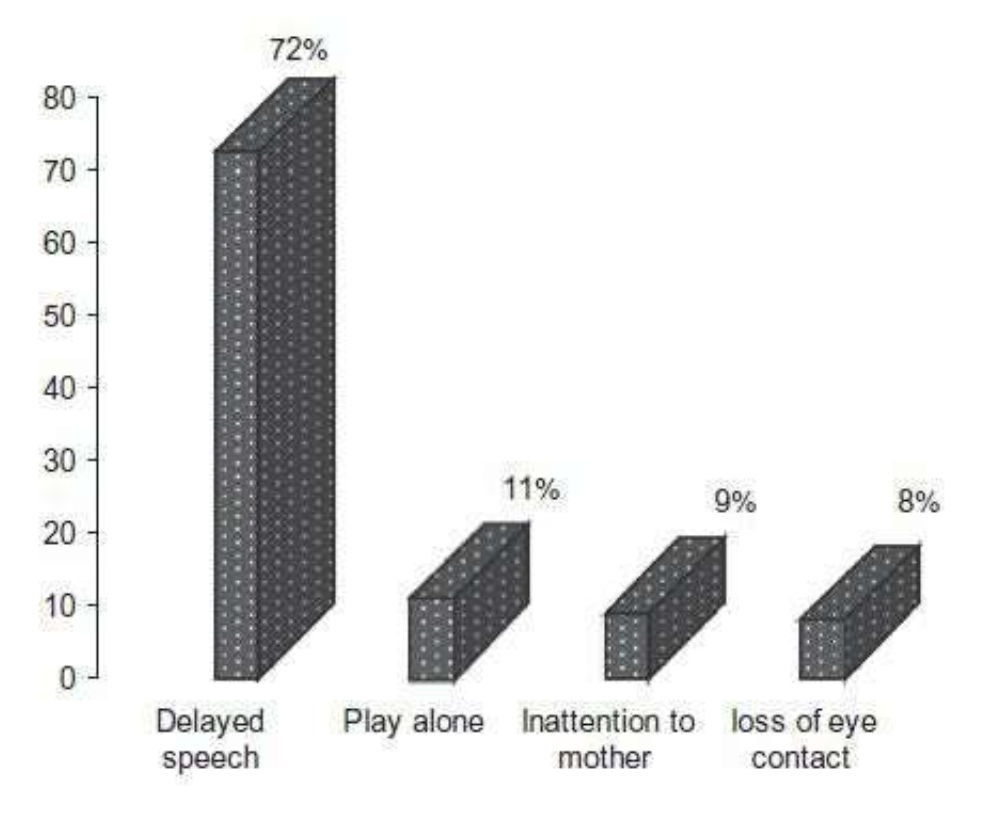 72%
80
70
60
50
40
30
20
10
0
11%
9%
8%
Delayed
speech
Play alone
Inattention to
mother
loss of eye
contact